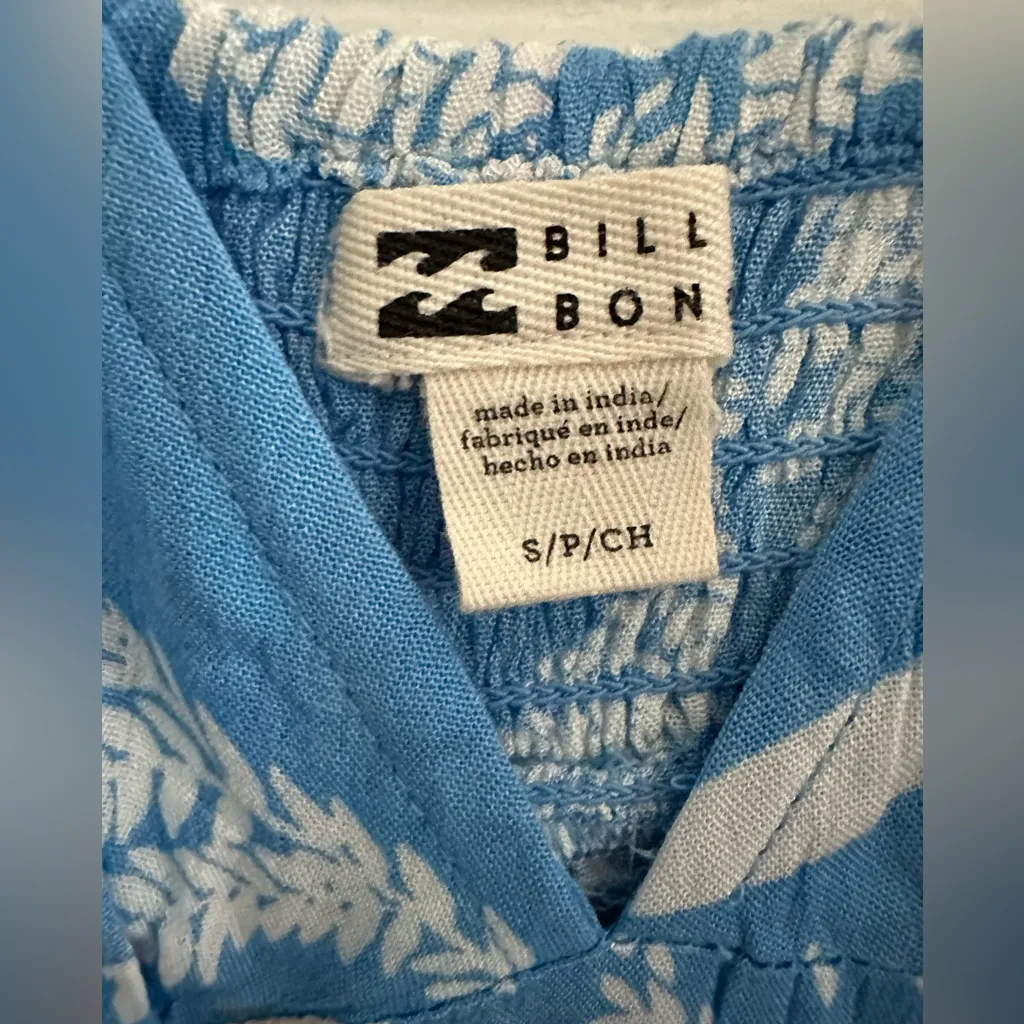 BILL
BON
made in india/
fabriqué en inde/
hecho en india
S/P/CH